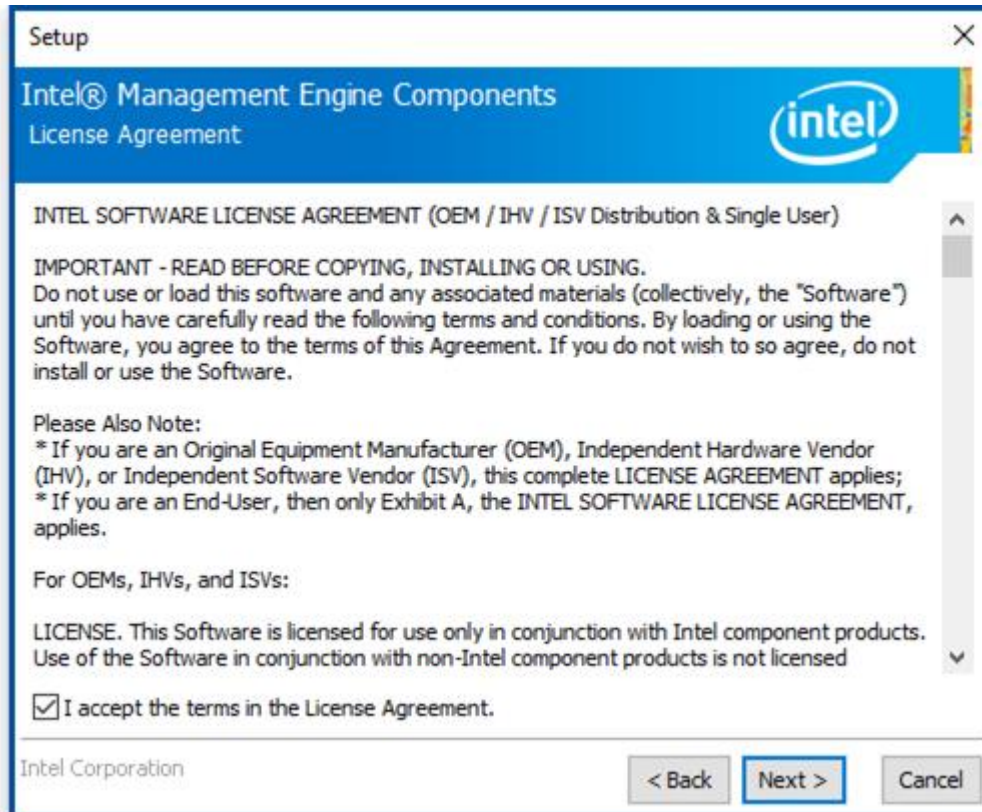 Setup
Intel® Management Engine Components
License Agreement
intel
INTEL SOFTWARE LICENSE AGREEMENT (OEM / IHV / ISV Distribution & Single User)
IMPORTANT - READ BEFORE COPYING, INSTALLING OR USING.
Do not use or load this software and any associated materials (collectively, the "Software")
until you have carefully read the following terms and conditions. By loading or using the
Software, you agree to the terms of this Agreement. If you do not wish to so agree, do not
install or use the Software.
Please Also Note:
* If you are an Original Equipment Manufacturer (OEM), Independent Hardware Vendor
(IHV), or Independent Software Vendor (ISV), this complete LICENSE AGREEMENT applies;
* If you are an End-User, then only Exhibit A, the INTEL SOFTWARE LICENSE AGREEMENT,
applies.
For OEMs, IHVs, and ISVs:
LICENSE. This Software is licensed for use only in conjunction with Intel component products.
Use of the Software in conjunction with non-Intel component products is not licensed
I accept the terms in the License Agreement.
Intel Corporation
< Back
Next >
Cancel